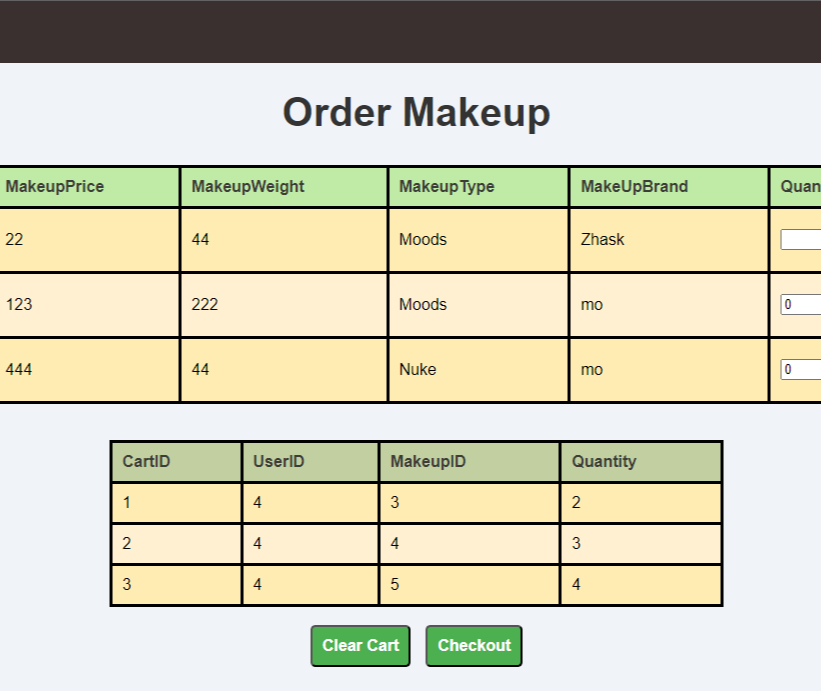 Order Makeup
MakeupPrice MakeupWeight MakeupType MakeUpBrand Quan
22 44 Moods Zhask
123 222 Moods mo 0
444 44 Nuke mo 0
CartID UserID MakeupID Quantity
1 4 3 2
2 4 4 3
3 4 5 4
Clear Cart Checkout